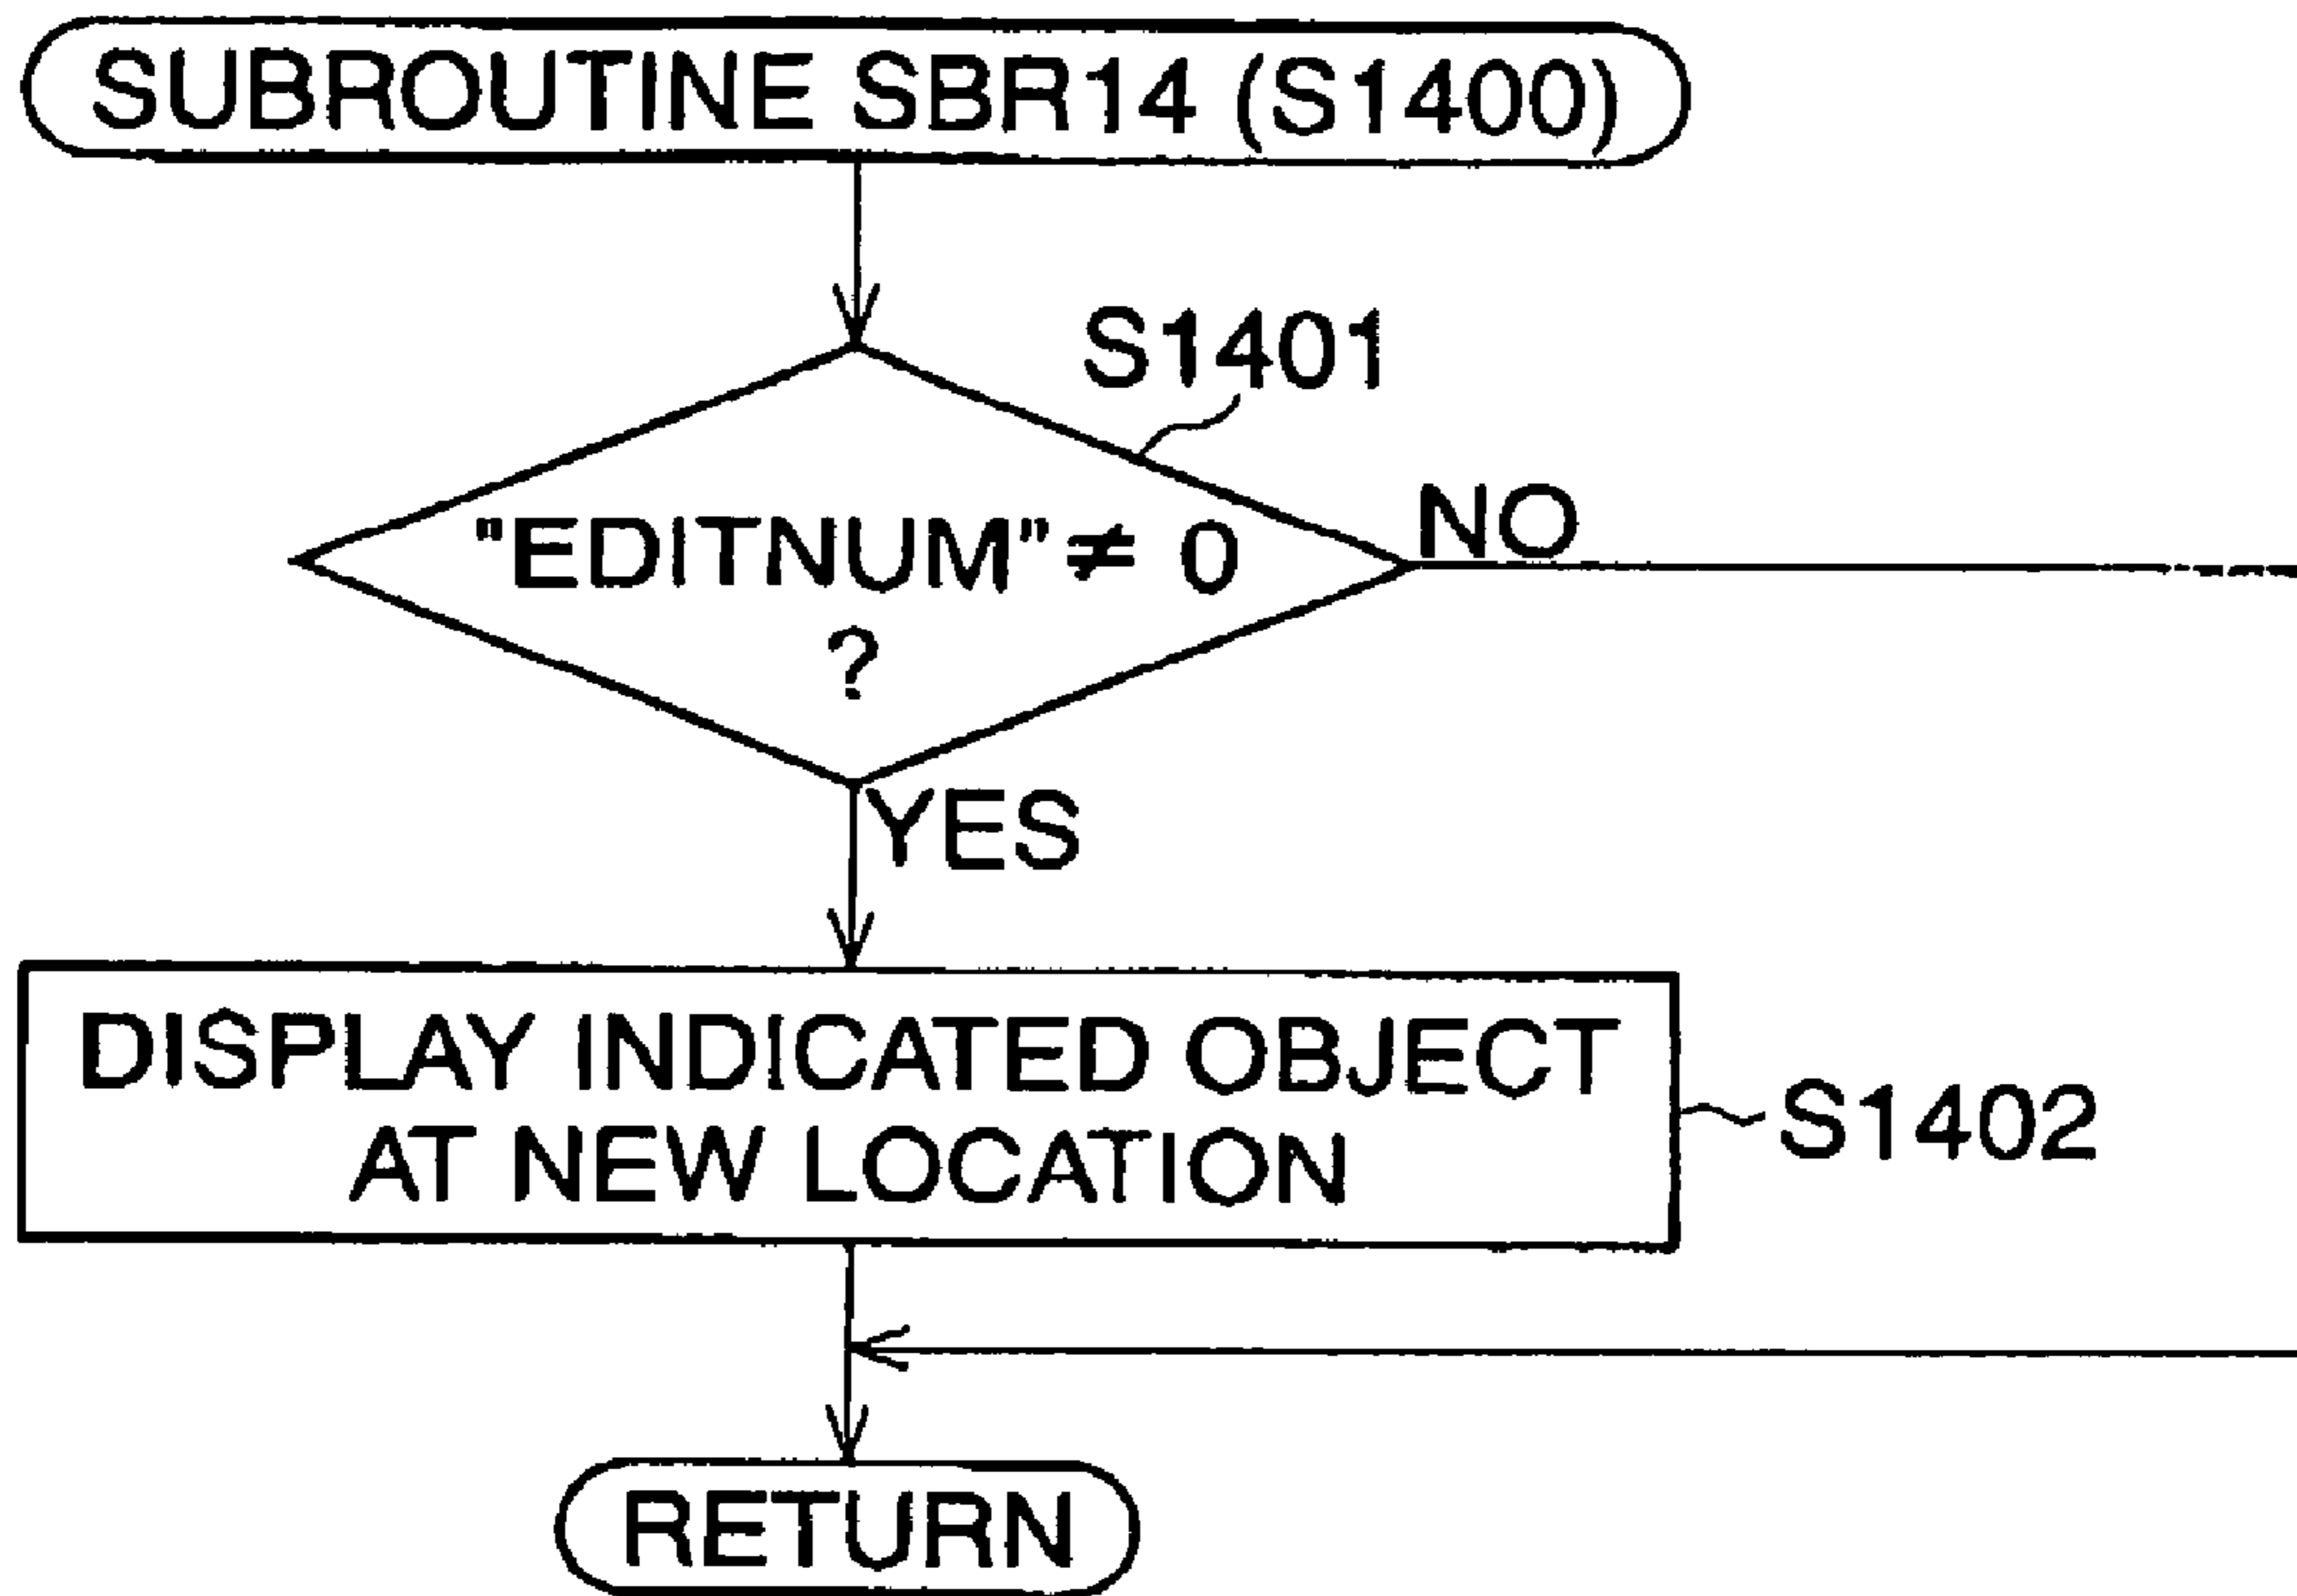 SUBROUTINE SBR14 (S1400)
S1401
"EDITNUM" ≠ 0
?
NO
YES
DISPLAY INDICATED OBJECT
AT NEW LOCATION
S1402
RETURN